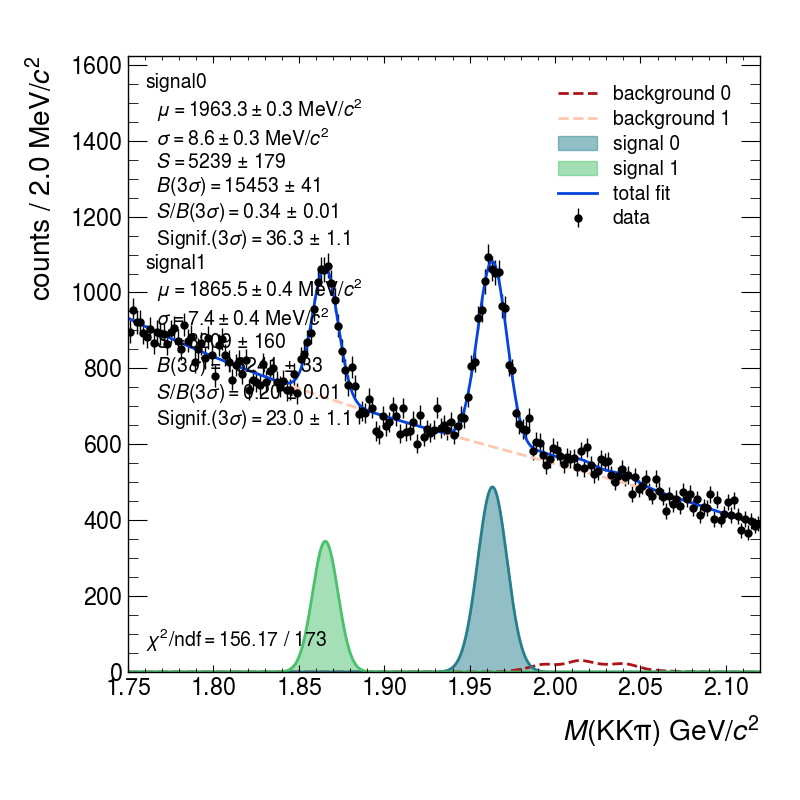 signal0
μ = 1963.3 ± 0.3 MeV/c²
σ = 8.6 ± 0.3 MeV/c²
S = 5239 ± 179
B(3σ) = 15453 ± 41
S/B(3σ) = 0.34 ± 0.01
Signif.(3σ) = 36.3 ± 1.1
signal1
μ = 1865.5 ± 0.4 MeV/c²
σ = 7.4 ± 0.4 MeV/c²
± 160
B(3σ)
S/B(3σ) = 0.20 ± 0.01
Signif.(3σ) = 23.0 ± 1.1
χ²/ndf = 156.17 / 173
background 0
background 1
signal 0
signal 1
total fit
data
counts / 2.0 MeV/c²
1600
1400
1200
1000
800
600
400
200
0
1.75 1.80 1.85 1.90 1.95 2.00 2.05 2.10
M(KKπ) GeV/c²